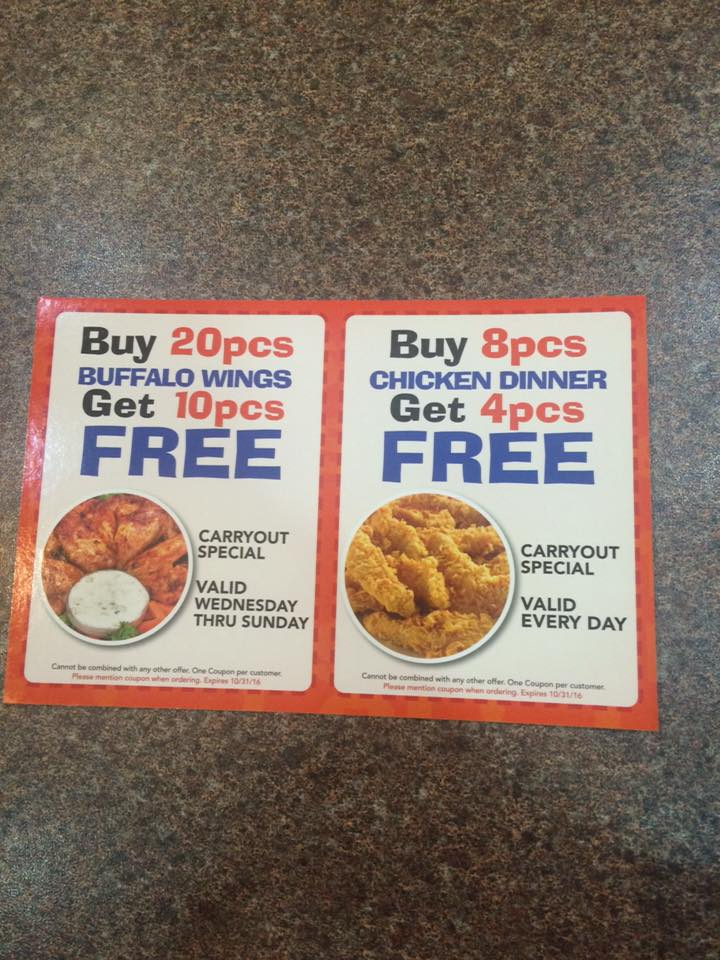 Buy 20pcs
BUFFALO WINGS
Get 10pcs
FREE
CARRYOUT
SPECIAL
VALID
WEDNESDAY
THRU SUNDAY
Cannot be combined with any other offer. One Coupon per customer.
Please mention coupon when ordering. Expires 10/31/16
Buy 8pcs
CHICKEN DINNER
Get 4pcs
FREE
CARRYOUT
SPECIAL
VALID
EVERY DAY
Cannot be combined with any other offer. One Coupon per customer.
Please mention coupon when ordering. Expires 10/31/16